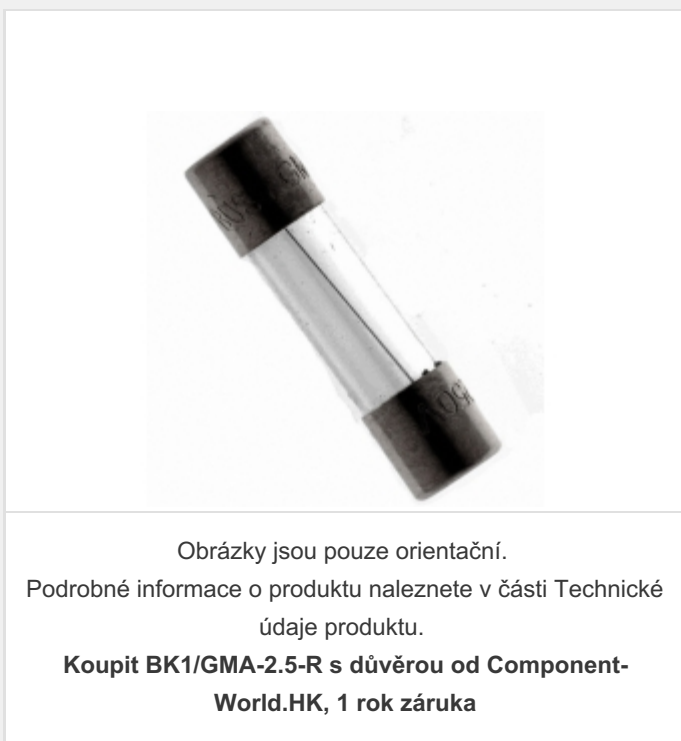 Obrázky jsou pouze orientační.
Podrobné informace o produktu naleznete v části Technické
údaje produktu.
Koupit BK1/GMA-2.5-R s důvěrou od Component-
World.HK, 1 rok záruka